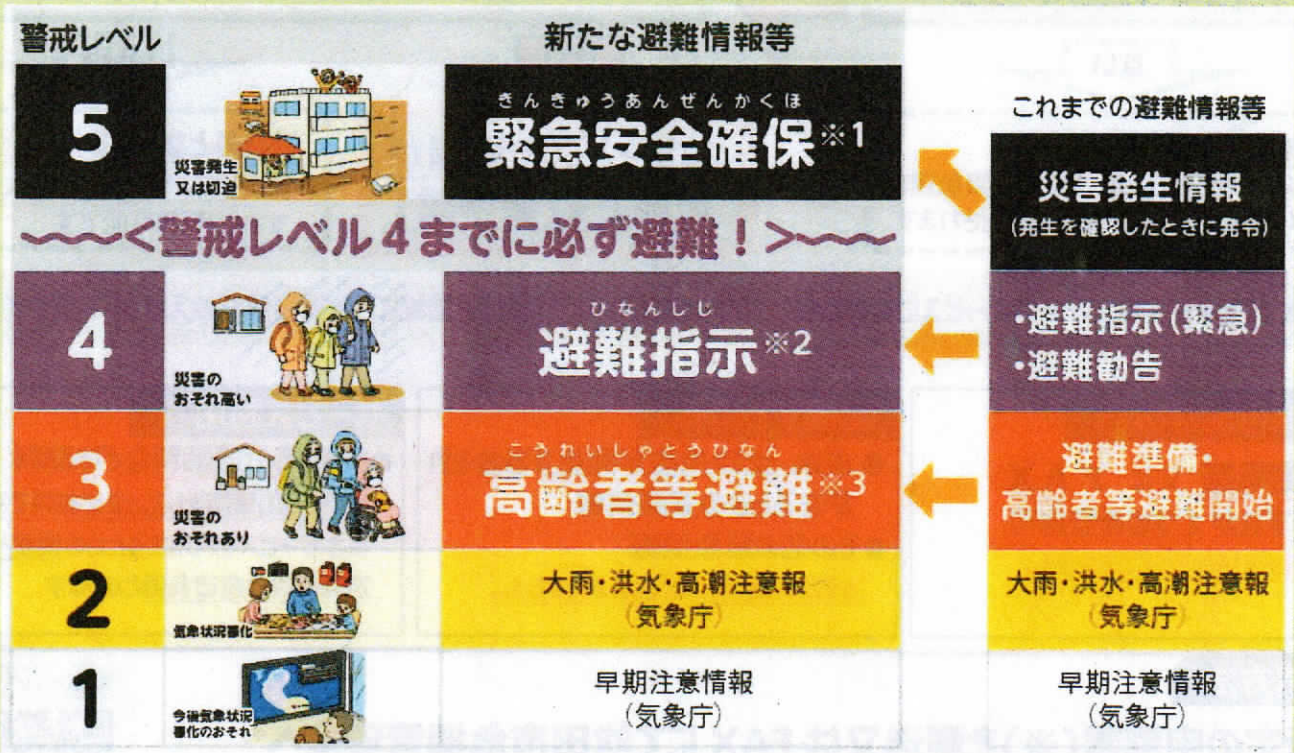 警戒レベル
新たな避難情報等
これまでの避難情報等
5
災害発生
又は切迫
きんきゅうあんぜんかくほ
緊急安全確保※1
災害発生情報
(発生を確認したときに発令)
〜〜〜<警戒レベル4までに必ず避難!>〜〜〜
4
災害の
おそれ高い
ひなんしじ
避難指示※2
・避難指示(緊急)
・避難勧告
3
災害の
おそれあり
こうれいしゃとうひなん
高齢者等避難※3
避難準備・
高齢者等避難開始
2
気象状況悪化
大雨・洪水・高潮注意報
(気象庁)
大雨・洪水・高潮注意報
(気象庁)
1
今後気象状況
悪化のおそれ
早期注意情報
(気象庁)
早期注意情報
(気象庁)